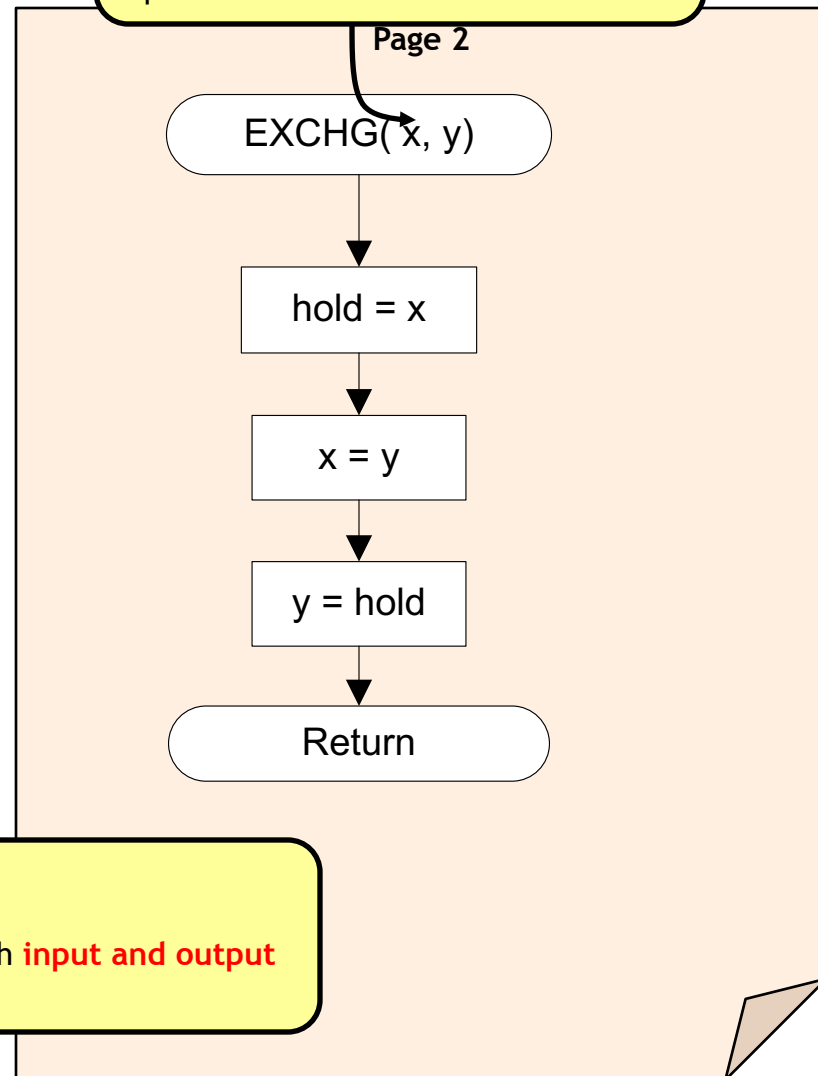 Page 2
EXCHG( x, y)
hold = x
x = y
y = hold
Return
input and output